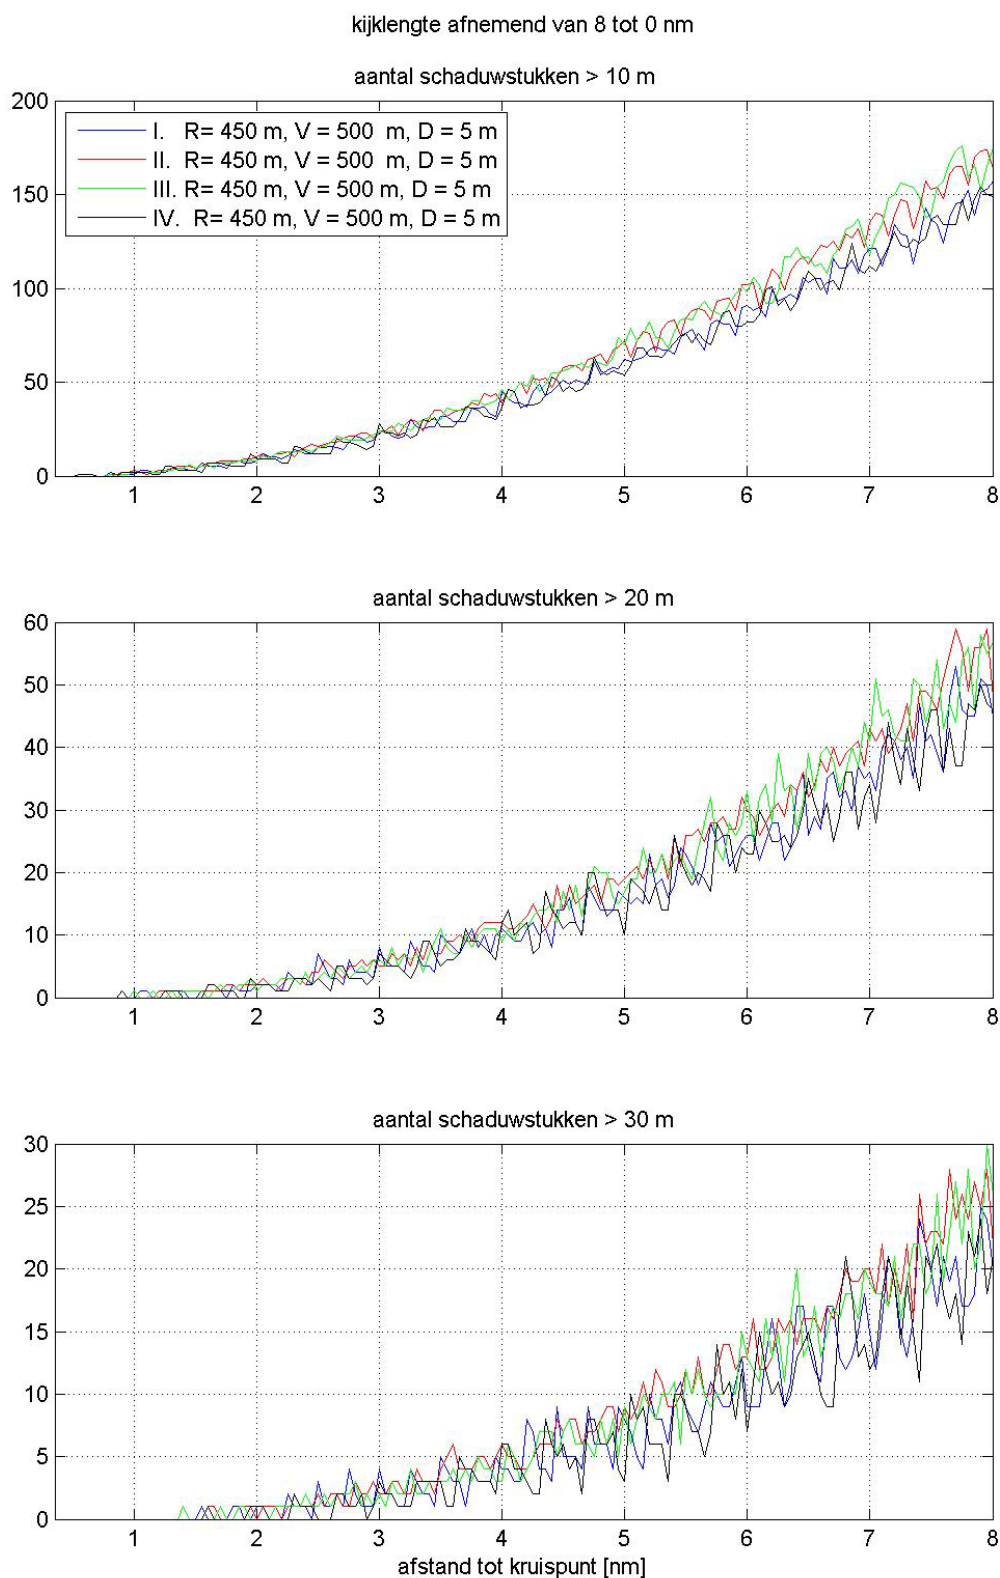 kijklengte afnemend van 8 tot 0 nm
aantal schaduwstukken > 10 m
200
150
100
50
0
I. R= 450 m, V = 500 m, D = 5 m
II. R= 450 m, V = 500 m, D = 5 m
III. R= 450 m, V = 500 m, D = 5 m
IV. R= 450 m, V = 500 m, D = 5 m
1 2 3 4 5 6 7 8
aantal schaduwstukken > 20 m
60
50
40
30
20
10
0
1 2 3 4 5 6 7 8
aantal schaduwstukken > 30 m
30
25
20
15
10
5
0
1 2 3 4 5 6 7 8
afstand tot kruispunt [nm]